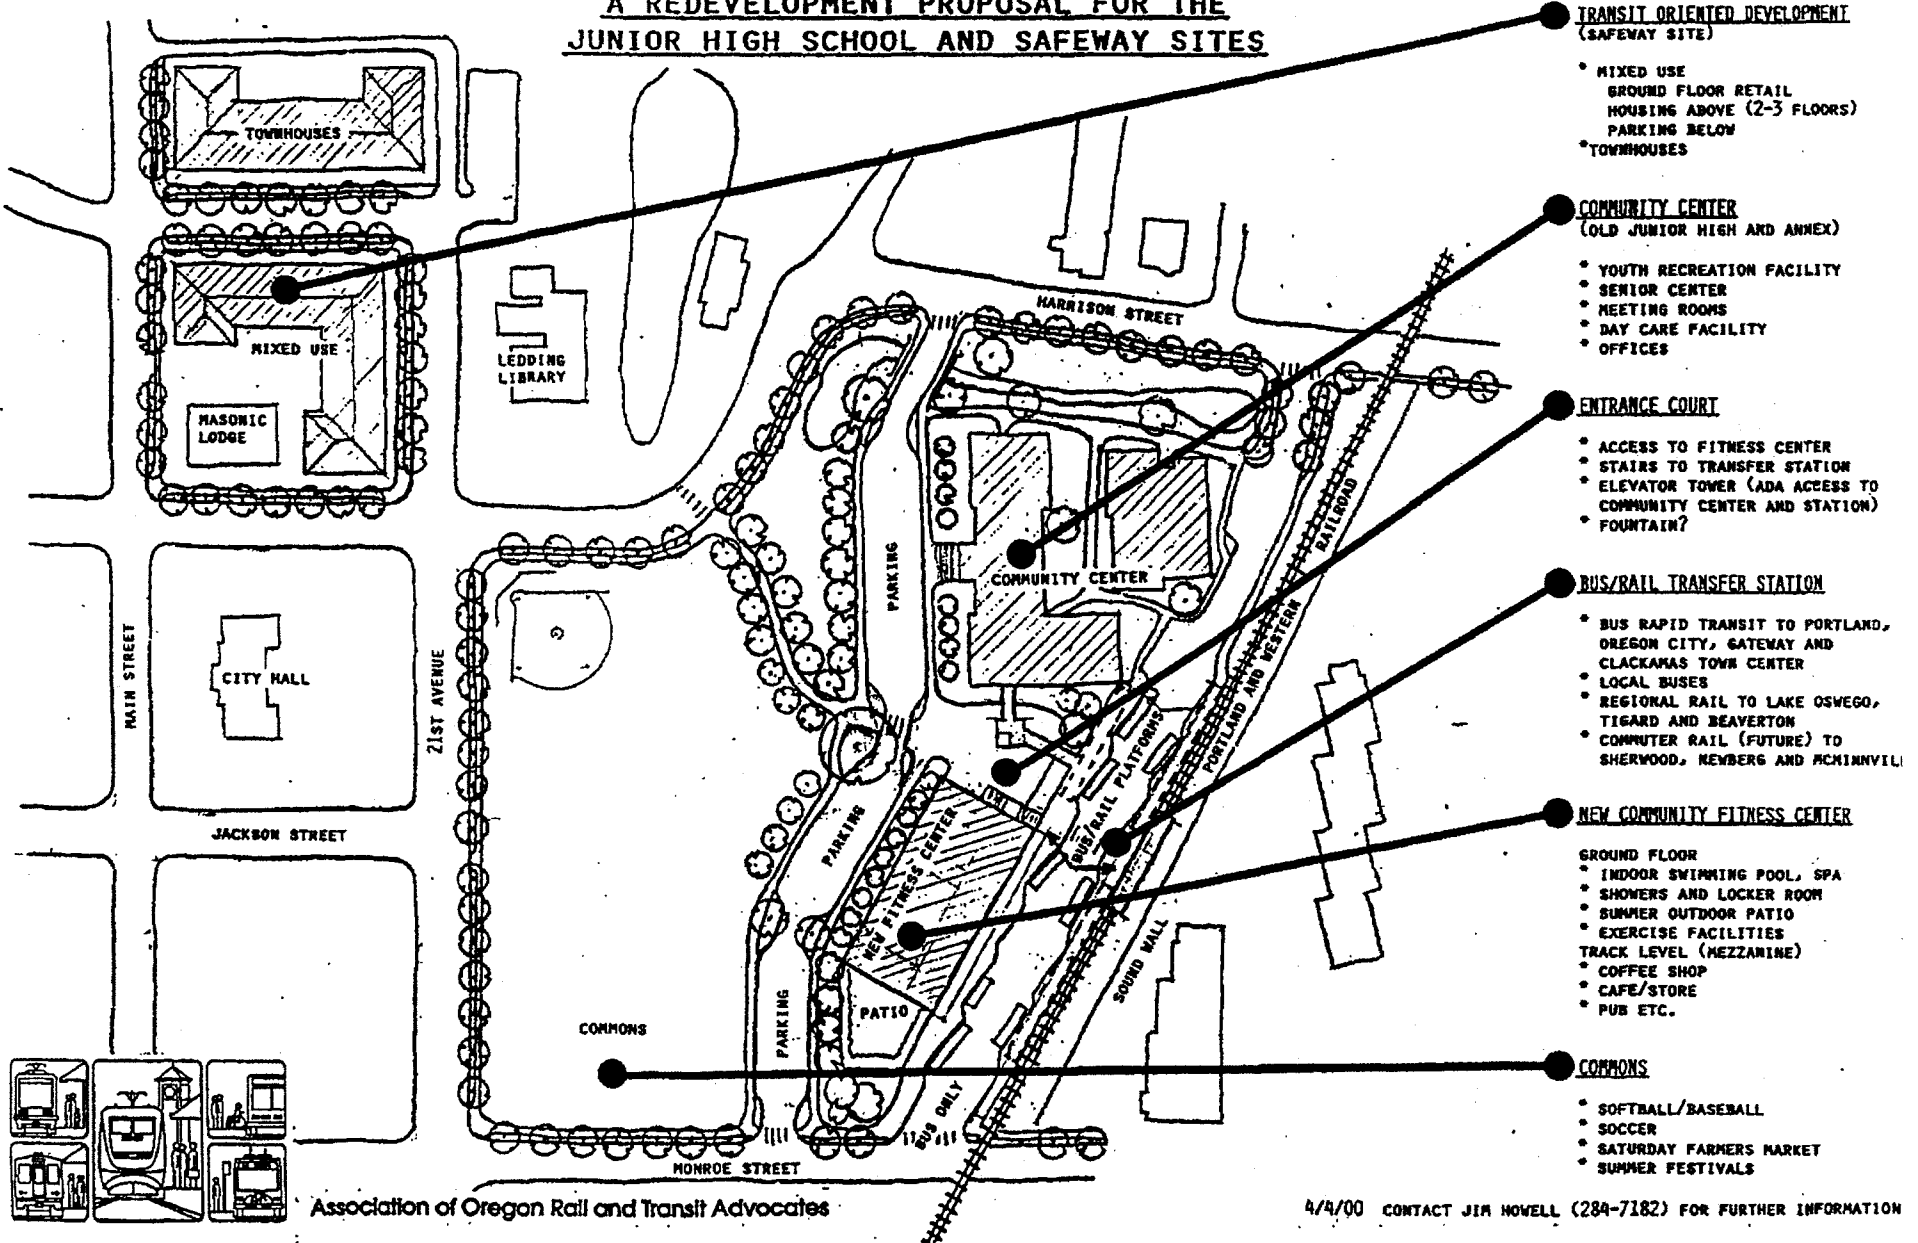 A REDEVELOPMENT PROPOSAL FOR THE
JUNIOR HIGH SCHOOL AND SAFEWAY SITES
TRANSIT ORIENTED DEVELOPMENT
(SAFEWAY SITE)
* MIXED USE
GROUND FLOOR RETAIL
HOUSING ABOVE (2-3 FLOORS)
PARKING BELOW
*TOWNHOUSES
COMMUNITY CENTER
(OLD JUNIOR HIGH AND ANNEX)
* YOUTH RECREATION FACILITY
* SENIOR CENTER
* MEETING ROOMS
* DAY CARE FACILITY
* OFFICES
ENTRANCE COURT
* ACCESS TO FITNESS CENTER
* STAIRS TO TRANSFER STATION
* ELEVATOR TOWER (ADA ACCESS TO
COMMUNITY CENTER AND STATION)
* FOUNTAIN?
BUS/RAIL TRANSFER STATION
* BUS RAPID TRANSIT TO PORTLAND,
OREGON CITY, GATEWAY AND
CLACKAMAS TOWN CENTER
* LOCAL BUSES
* REGIONAL RAIL TO LAKE OSWEGO,
TIGARD AND BEAVERTON
* COMMUTER RAIL (FUTURE) TO
SHERWOOD, NEWBERG AND MCMINNVIL
NEW COMMUNITY FITNESS CENTER
GROUND FLOOR
* INDOOR SWIMMING POOL, SPA
* SHOWERS AND LOCKER ROOM
* SUMMER OUTDOOR PATIO
* EXERCISE FACILITIES
TRACK LEVEL (MEZZANINE)
* COFFEE SHOP
* CAFE/STORE
* PUB ETC.
COMMONS
* SOFTBALL/BASEBALL
* SOCCER
* SATURDAY FARMERS MARKET
* SUMMER FESTIVALS
TOWNHOUSES
MIXED USE
MASONIC
LODGE
LEDDING
LIBRARY
HARRISON STREET
PARKING
COMMUNITY CENTER
PORTLAND AND WESTERN RAILROAD
MAIN STREET
CITY HALL
21ST AVENUE
JACKSON STREET
BUS/RAIL PLATFORMS
PARKING
NEW FITNESS CENTER
SOUND WALL
PATIO
PARKING
COMMONS
BUS ONLY
MONROE STREET
Association of Oregon Rail and Transit Advocates
4/4/00 CONTACT JIM HOWELL (284-7182) FOR FURTHER INFORMATION